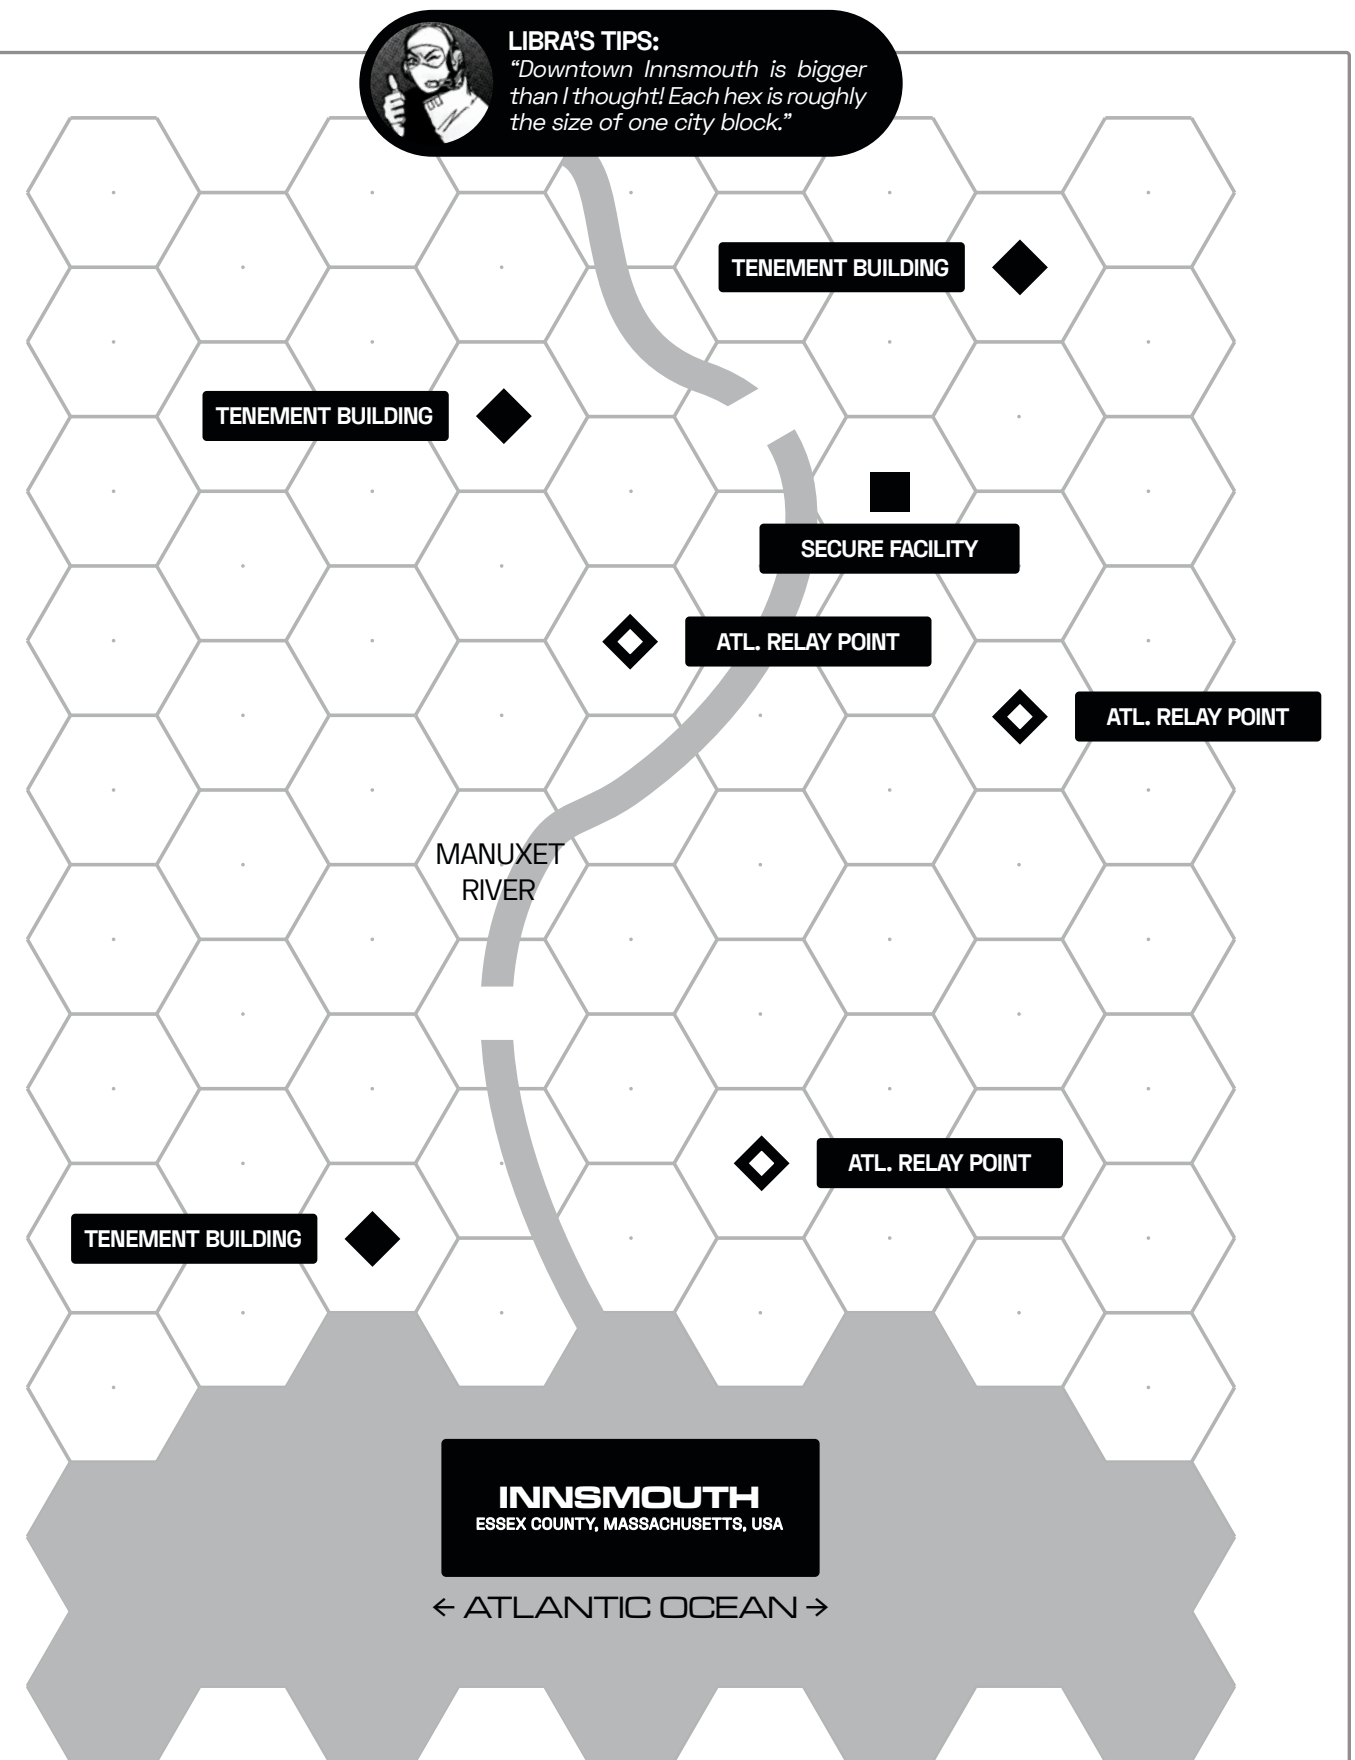 LIBRA'S TIPS:
“Downtown Innsmouth is bigger
than I thought! Each hex is roughly
the size of one city block.”
TENEMENT BUILDING
TENEMENT BUILDING
SECURE FACILITY
ATL. RELAY POINT
ATL. RELAY POINT
MANUXET
RIVER
ATL. RELAY POINT
TENEMENT BUILDING
INNSMOUTH
ESSEX COUNTY, MASSACHUSETTS, USA
← ATLANTIC OCEAN →